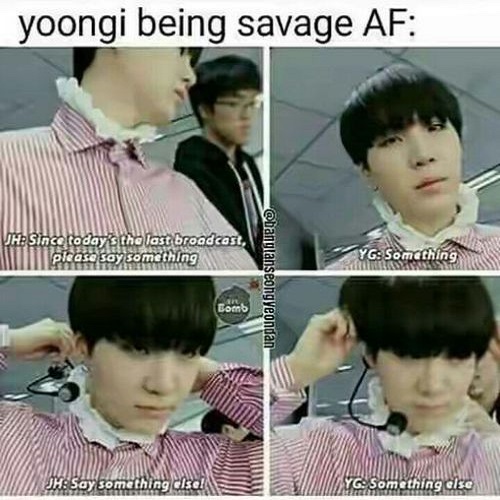 yoongi being savage AF:
JH: Since today's the last broadcast,
please say something
YG: Something
Bomb
JH: Say something else!
YG: Something else